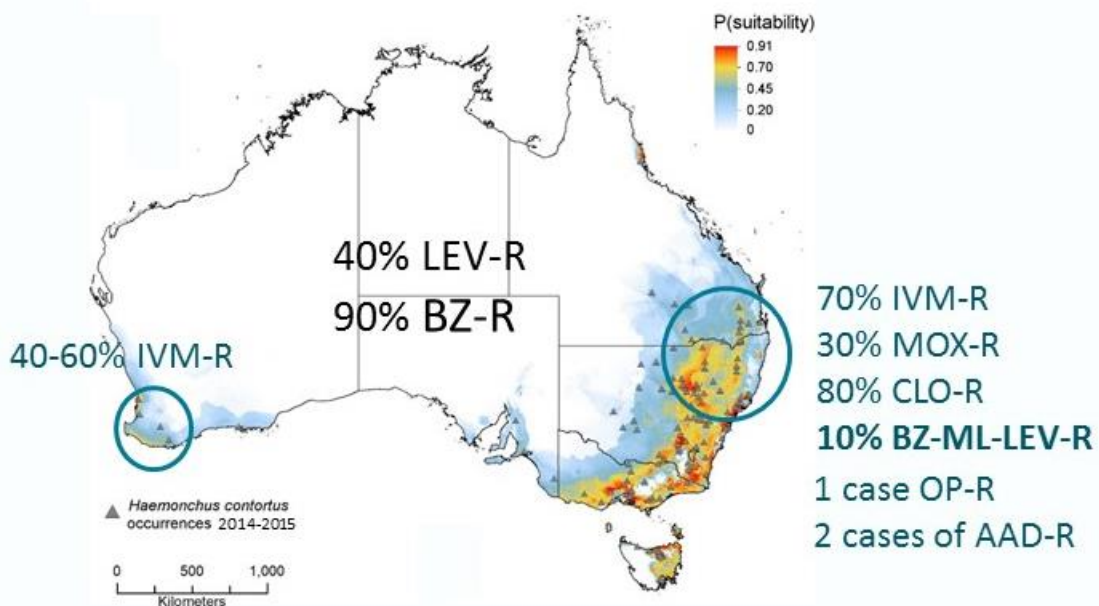 P(suitability)
0.91
0.70
0.45
0.20
0
40% LEV-R
90% BZ-R
40-60% IVM-R
70% IVM-R
30% MOX-R
80% CLO-R
10% BZ-ML-LEV-R
1 case OP-R
2 cases of AAD-R
Haemonchus contortus
occurrences 2014-2015
0 500 1,000
Kilometers